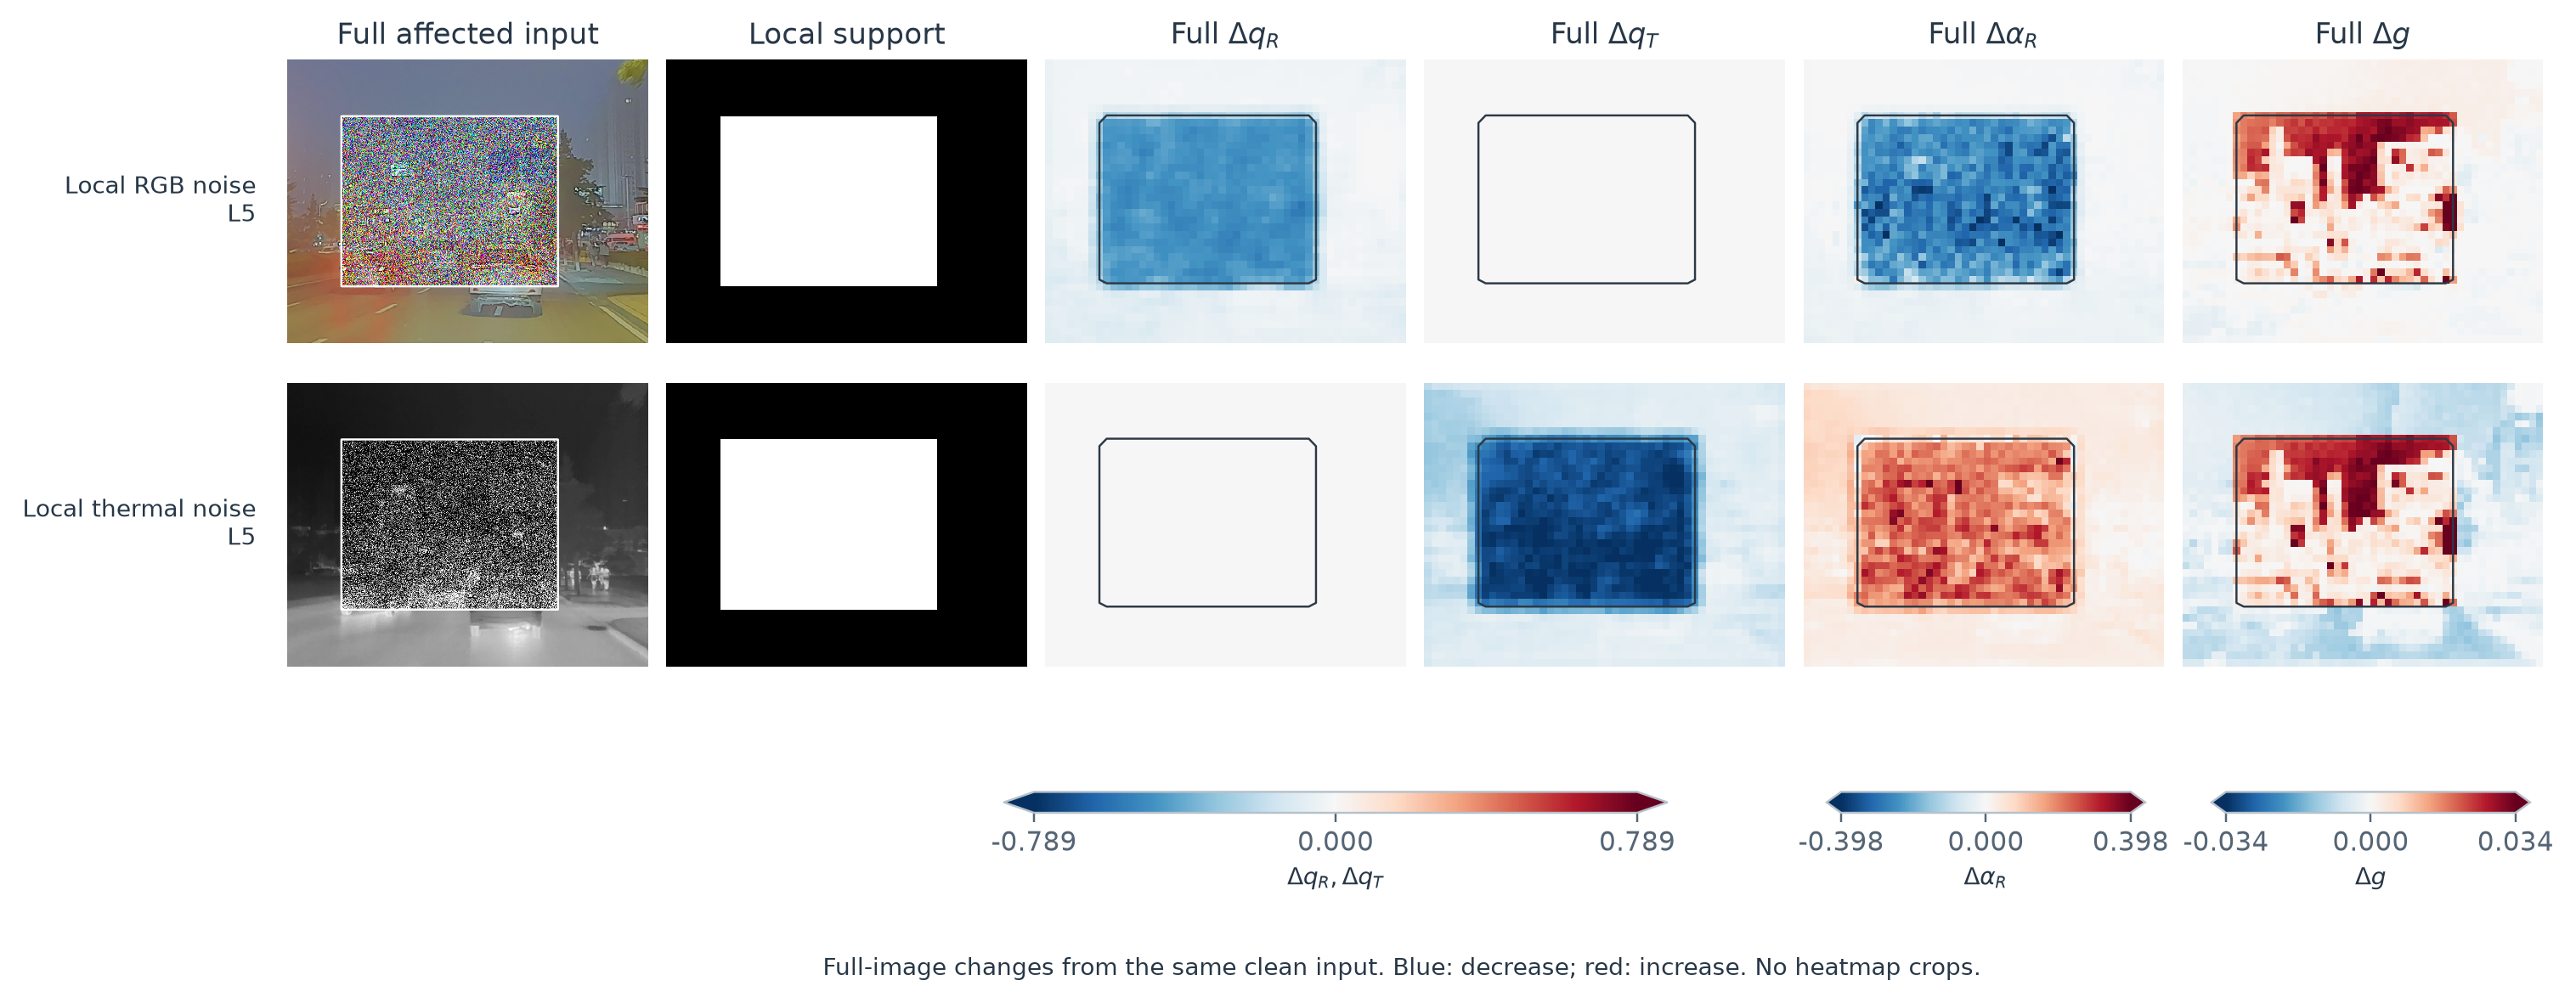 Full affected input
Local support
Full Δq_R
Full Δq_T
Full Δα_R
Full Δg
Local RGB noise
L5
Local thermal noise
L5
-0.789
0.000
0.789
Δq_R, Δq_T
-0.398
0.000
0.398
Δα_R
-0.034
0.000
0.034
Δg
Full-image changes from the same clean input. Blue: decrease; red: increase. No heatmap crops.